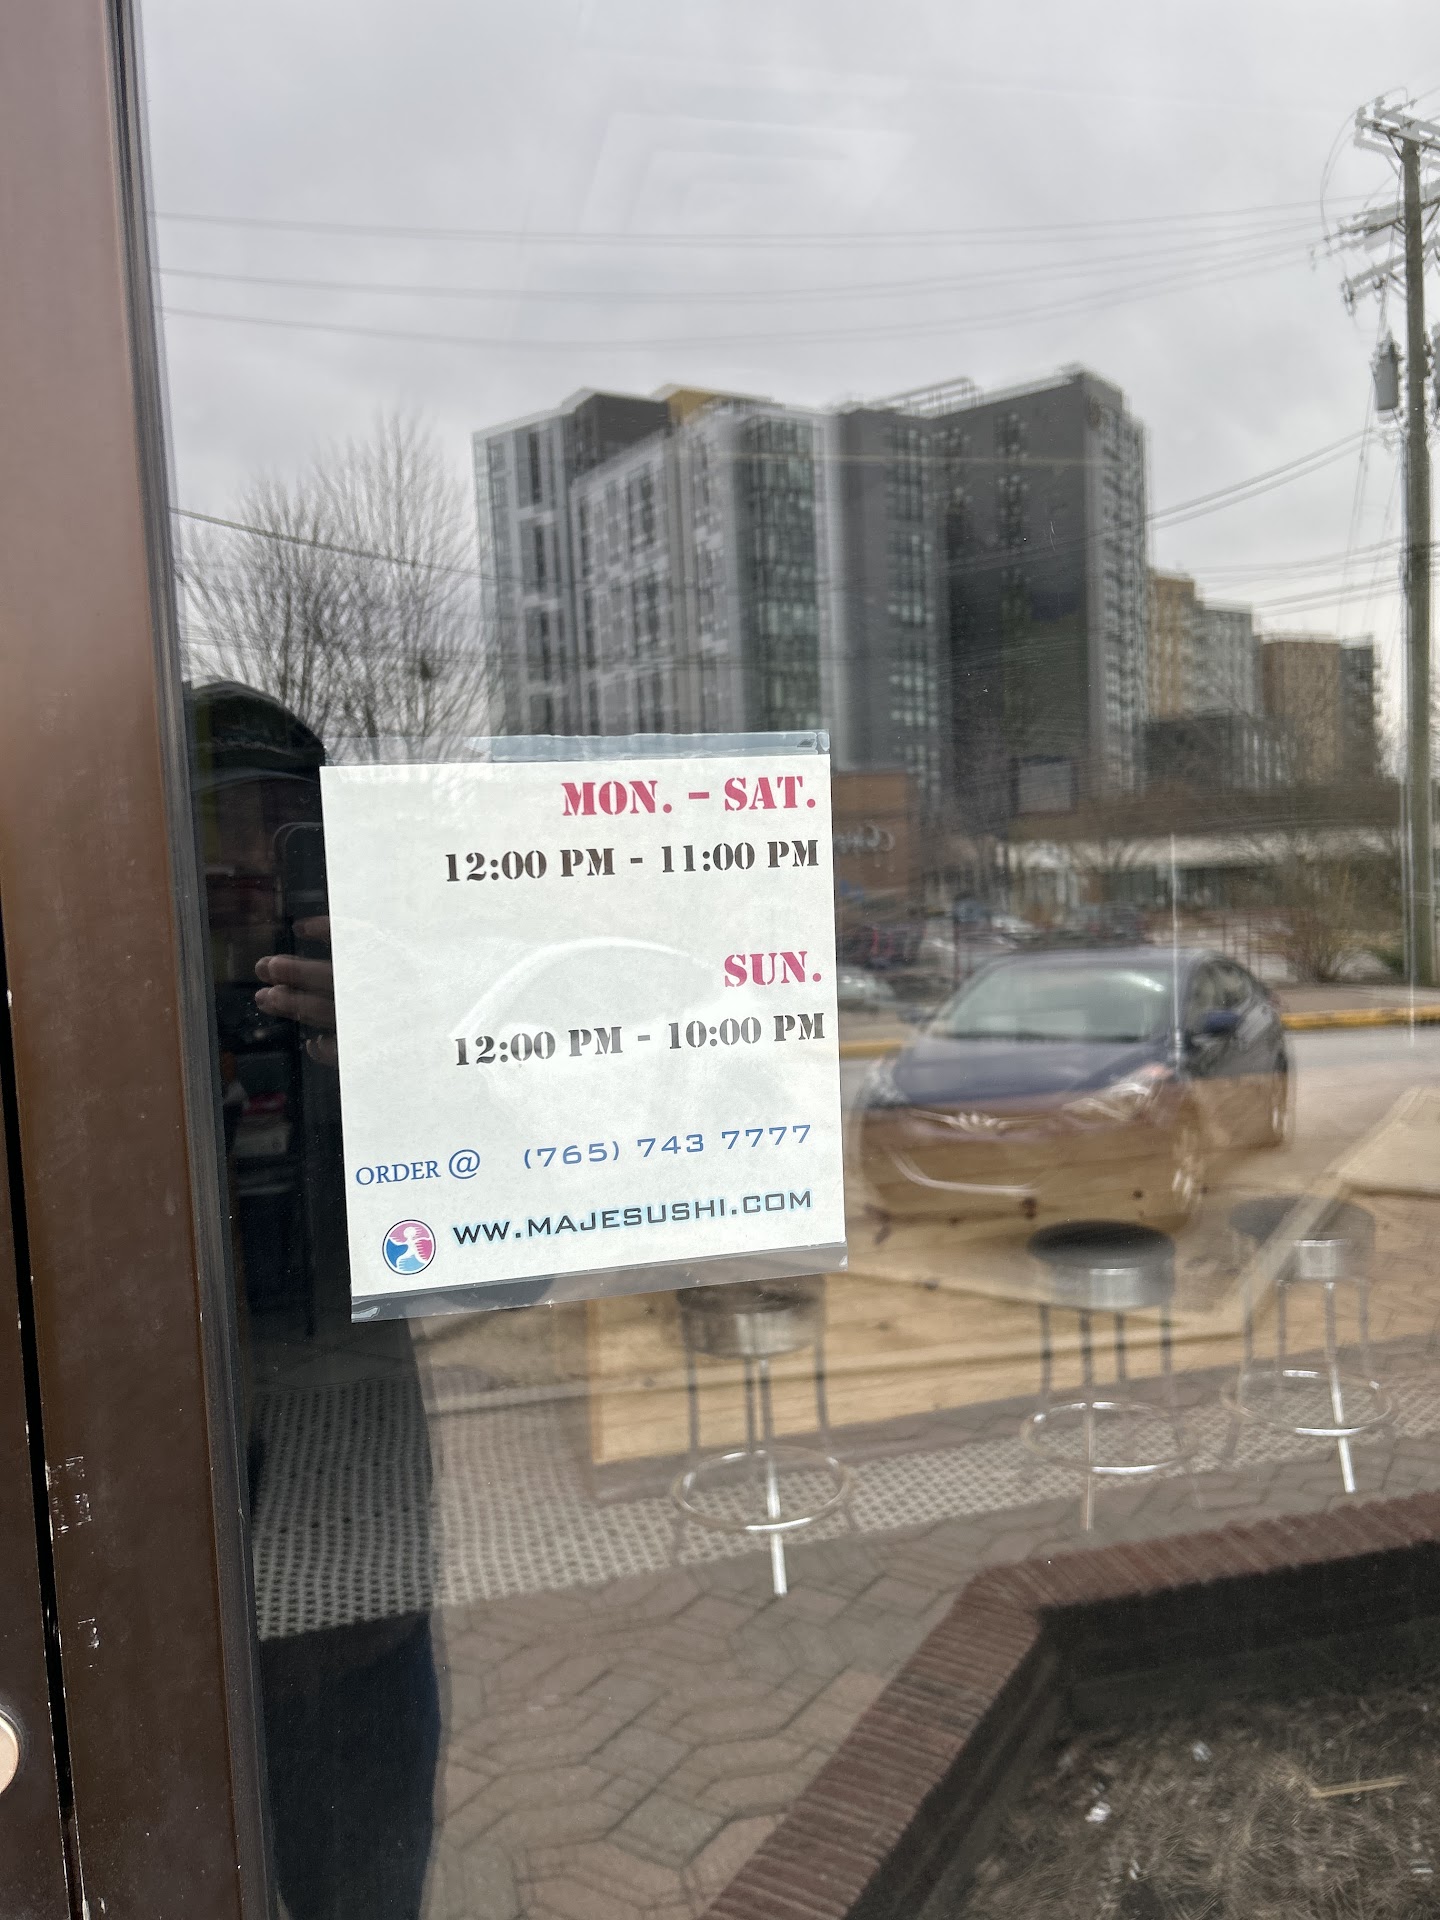 MON. - SAT.
12:00 PM - 11:00 PM
SUN.
12:00 PM - 10:00 PM
ORDER @ (765) 743 7777
WW.MAJESUSHI.COM